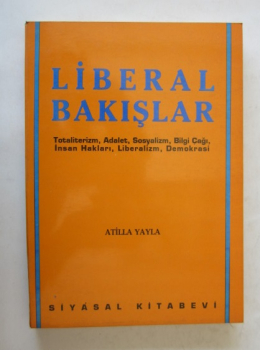 LİBERAL
BAKIŞLAR
Totaliterizm, Adalet, Sosyalizm, Bilgi Çağı,
İnsan Hakları, Liberalizm, Demokrasi
ATİLLA YAYLA
SİYASAL KİTABEVİ